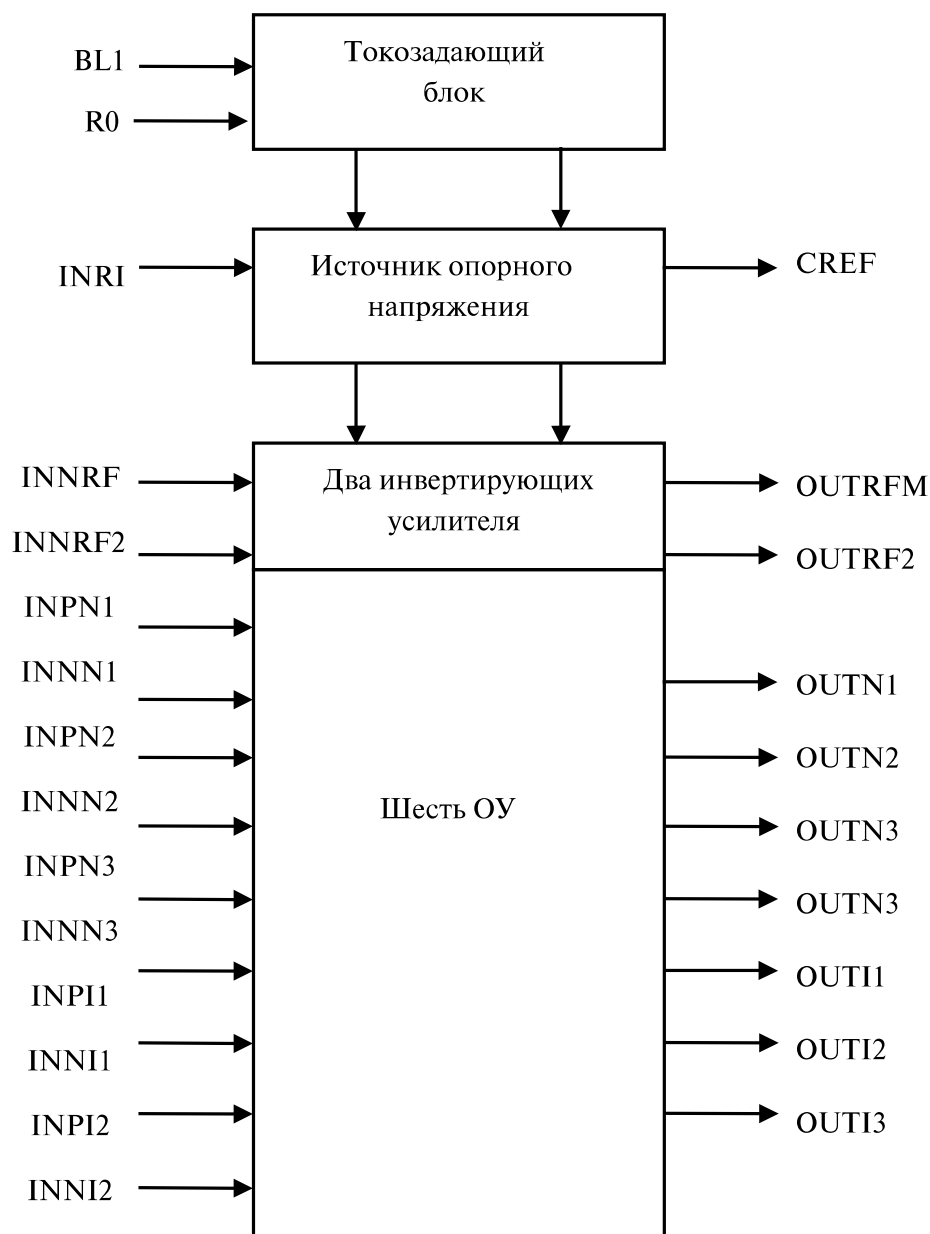 BL1
R0
Токозадающий
блок
INRI
Источник опорного
напряжения
CREF
INNRF
INNRF2
Два инвертирующих
усилителя
OUTRFM
OUTRF2
INPN1
INNN1
INPN2
INNN2
INPN3
INNN3
INPI1
INNI1
INPI2
INNI2
Шесть ОУ
OUTN1
OUTN2
OUTN3
OUTN3
OUTI1
OUTI2
OUTI3